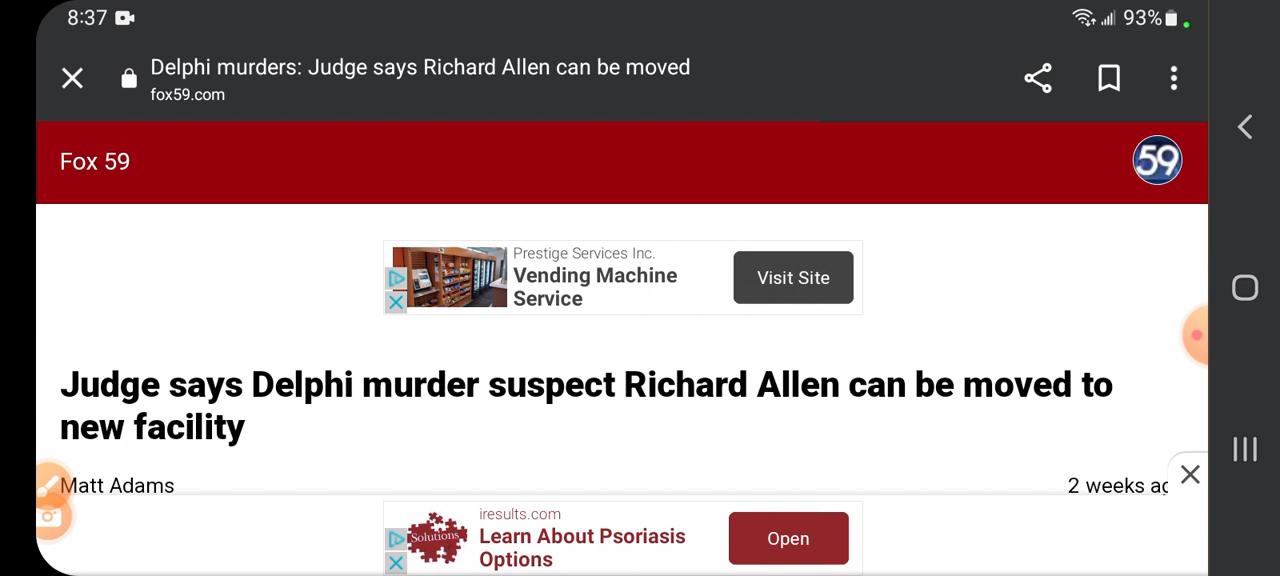 8:37
93%
Delphi murders: Judge says Richard Allen can be moved
fox59.com
Fox 59
59
Prestige Services Inc.
Vending Machine
Service
Visit Site
Judge says Delphi murder suspect Richard Allen can be moved to
new facility
Matt Adams
2 weeks
iresults.com
Solutions
Learn About Psoriasis
Options
Open